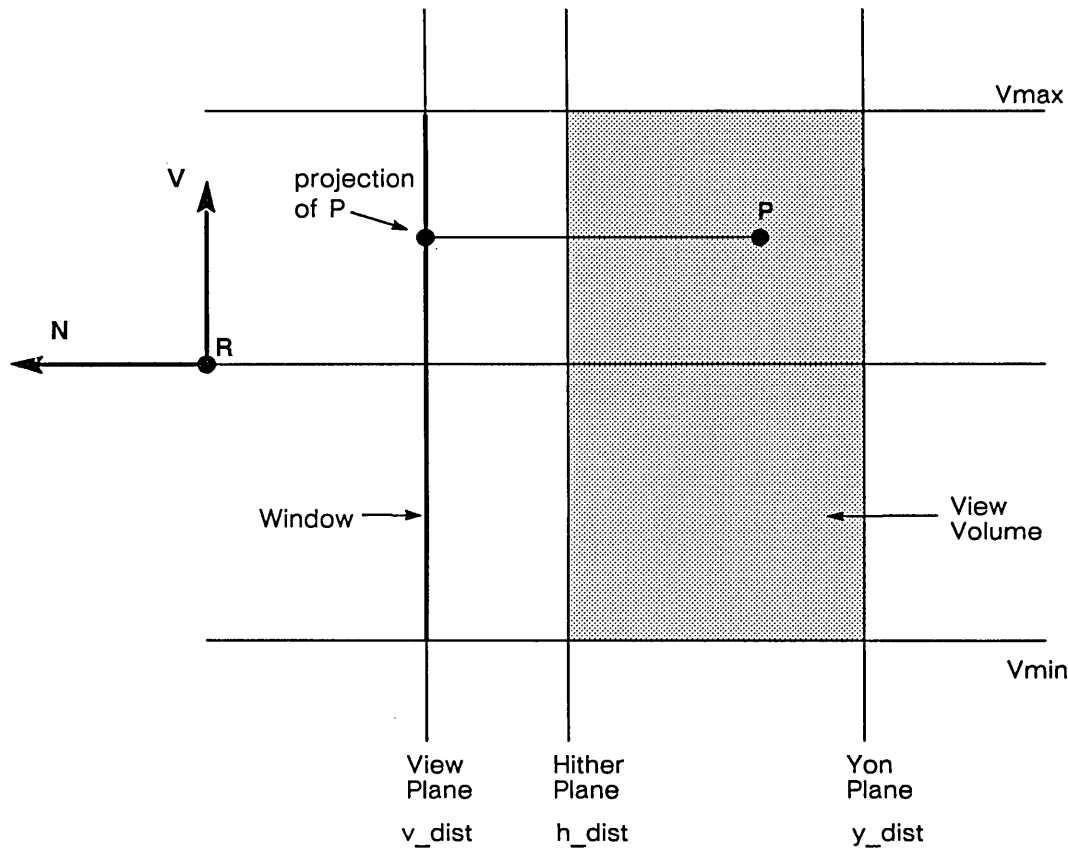 Vmax
V
projection
of P
P
N
R
Window
View
Volume
Vmin
View
Plane
v_dist
Hither
Plane
h_dist
Yon
Plane
y_dist